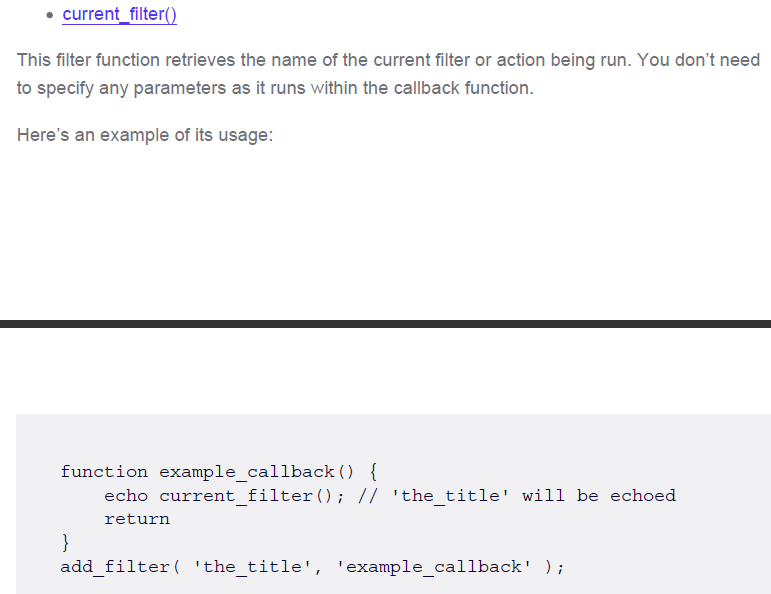 • current_filter()
This filter function retrieves the name of the current filter or action being run. You don’t need
to specify any parameters as it runs within the callback function.
Here’s an example of its usage:
function example_callback() {
    echo current_filter(); // 'the_title' will be echoed
    return
}
add_filter( 'the_title', 'example_callback' );